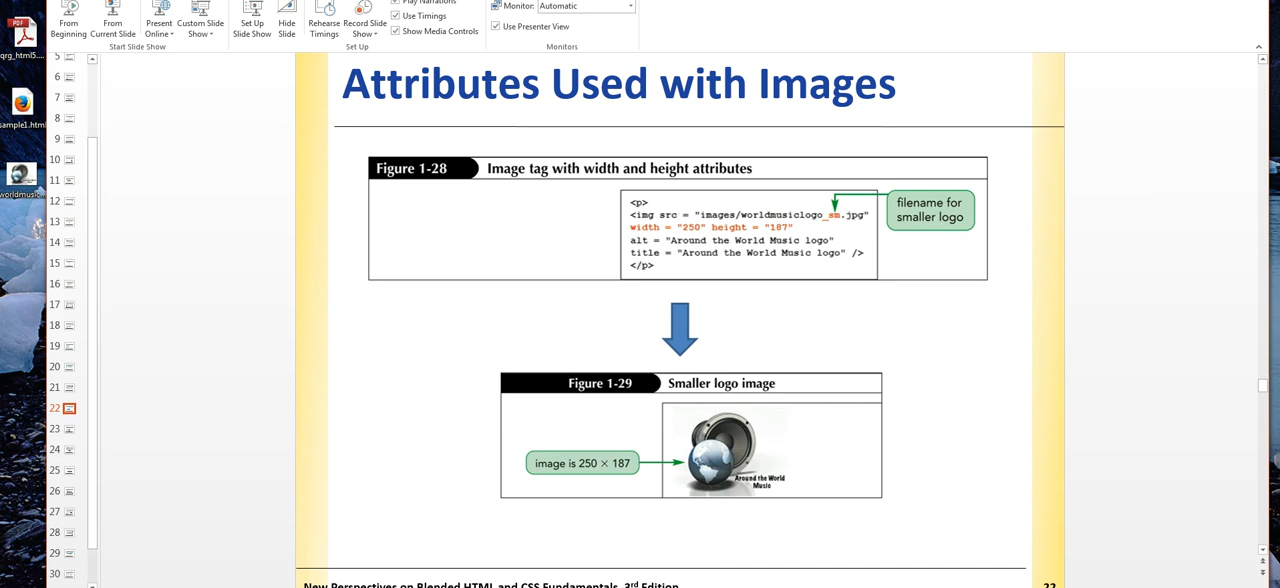 Play Narrations
Use Timings
Show Media Controls
Monitor: Automatic
Use Presenter View
From Beginning
From Current Slide
Present Online
Custom Slide Show
Set Up Slide Show
Hide Slide
Rehearse Timings
Record Slide Show
Start Slide Show
Set Up
Monitors
PDF
qrg_html5....
sample1.html
worldmusic...
5
6
7
8
9
10
11
12
13
14
15
16
17
18
19
20
21
22
23
24
25
26
27
28
29
30
Attributes Used with Images
Figure 1-28 Image tag with width and height attributes
<p>
<img src = "images/worldmusiclogo_sm.jpg"
width = "250" height = "187"
alt = "Around the World Music logo"
title = "Around the World Music logo" />
</p>
filename for
smaller logo
Figure 1-29 Smaller logo image
image is 250 × 187
Around the World
Music
New Perspectives on Blended HTML and CSS Fundamentals, 3rd Edition
22